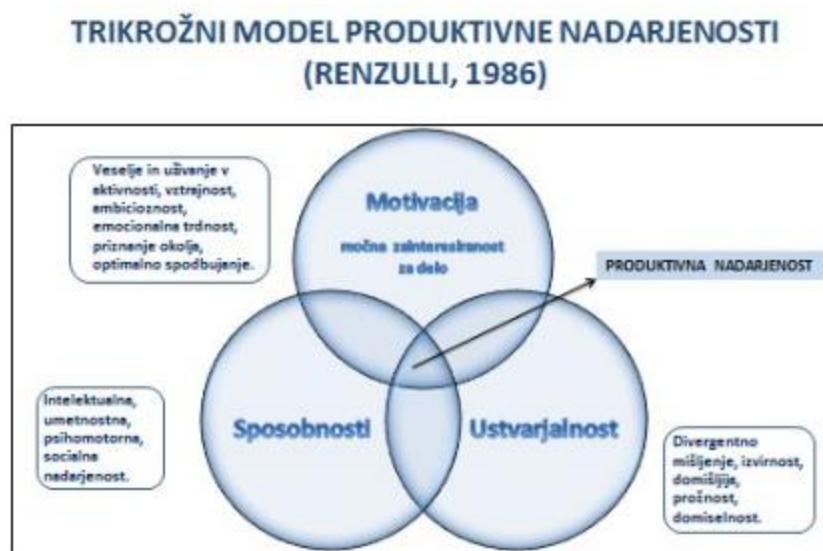 TRIKROŽNI MODEL PRODUKTIVNE NADARJENOSTI
(RENZULLI, 1986)
Veselje in uživanje v
aktivnosti, vztrajnost,
ambicioznost,
emocionalna trdnost,
priznanje okolja,
optimalno spodbujanje.
Motivacija
močna zainteresiranost
za delo
PRODUKTIVNA NADARJENOST
Intelektualna,
umetnostna,
psihomotorna,
socialna
nadarjenost.
Sposobnosti
Ustvarjalnost
Divergentno
mišljenje, izvirnost,
domišljija,
prožnost,
domiselnost.